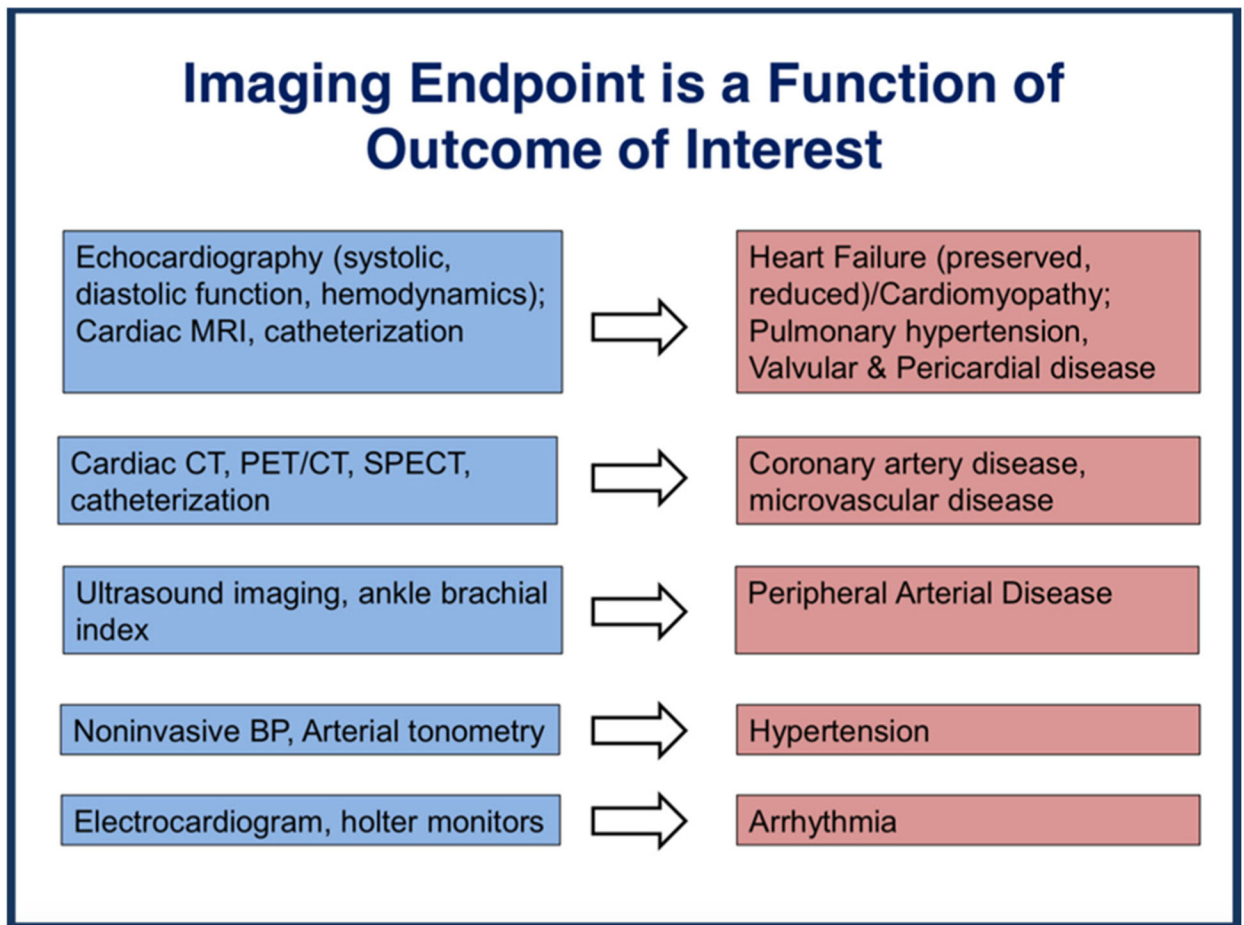 Imaging Endpoint is a Function of
Outcome of Interest
Echocardiography (systolic,
diastolic function, hemodynamics);
Cardiac MRI, catheterization
Heart Failure (preserved,
reduced)/Cardiomyopathy;
Pulmonary hypertension,
Valvular & Pericardial disease
Cardiac CT, PET/CT, SPECT,
catheterization
Coronary artery disease,
microvascular disease
Ultrasound imaging, ankle brachial
index
Peripheral Arterial Disease
Noninvasive BP, Arterial tonometry
Hypertension
Electrocardiogram, holter monitors
Arrhythmia